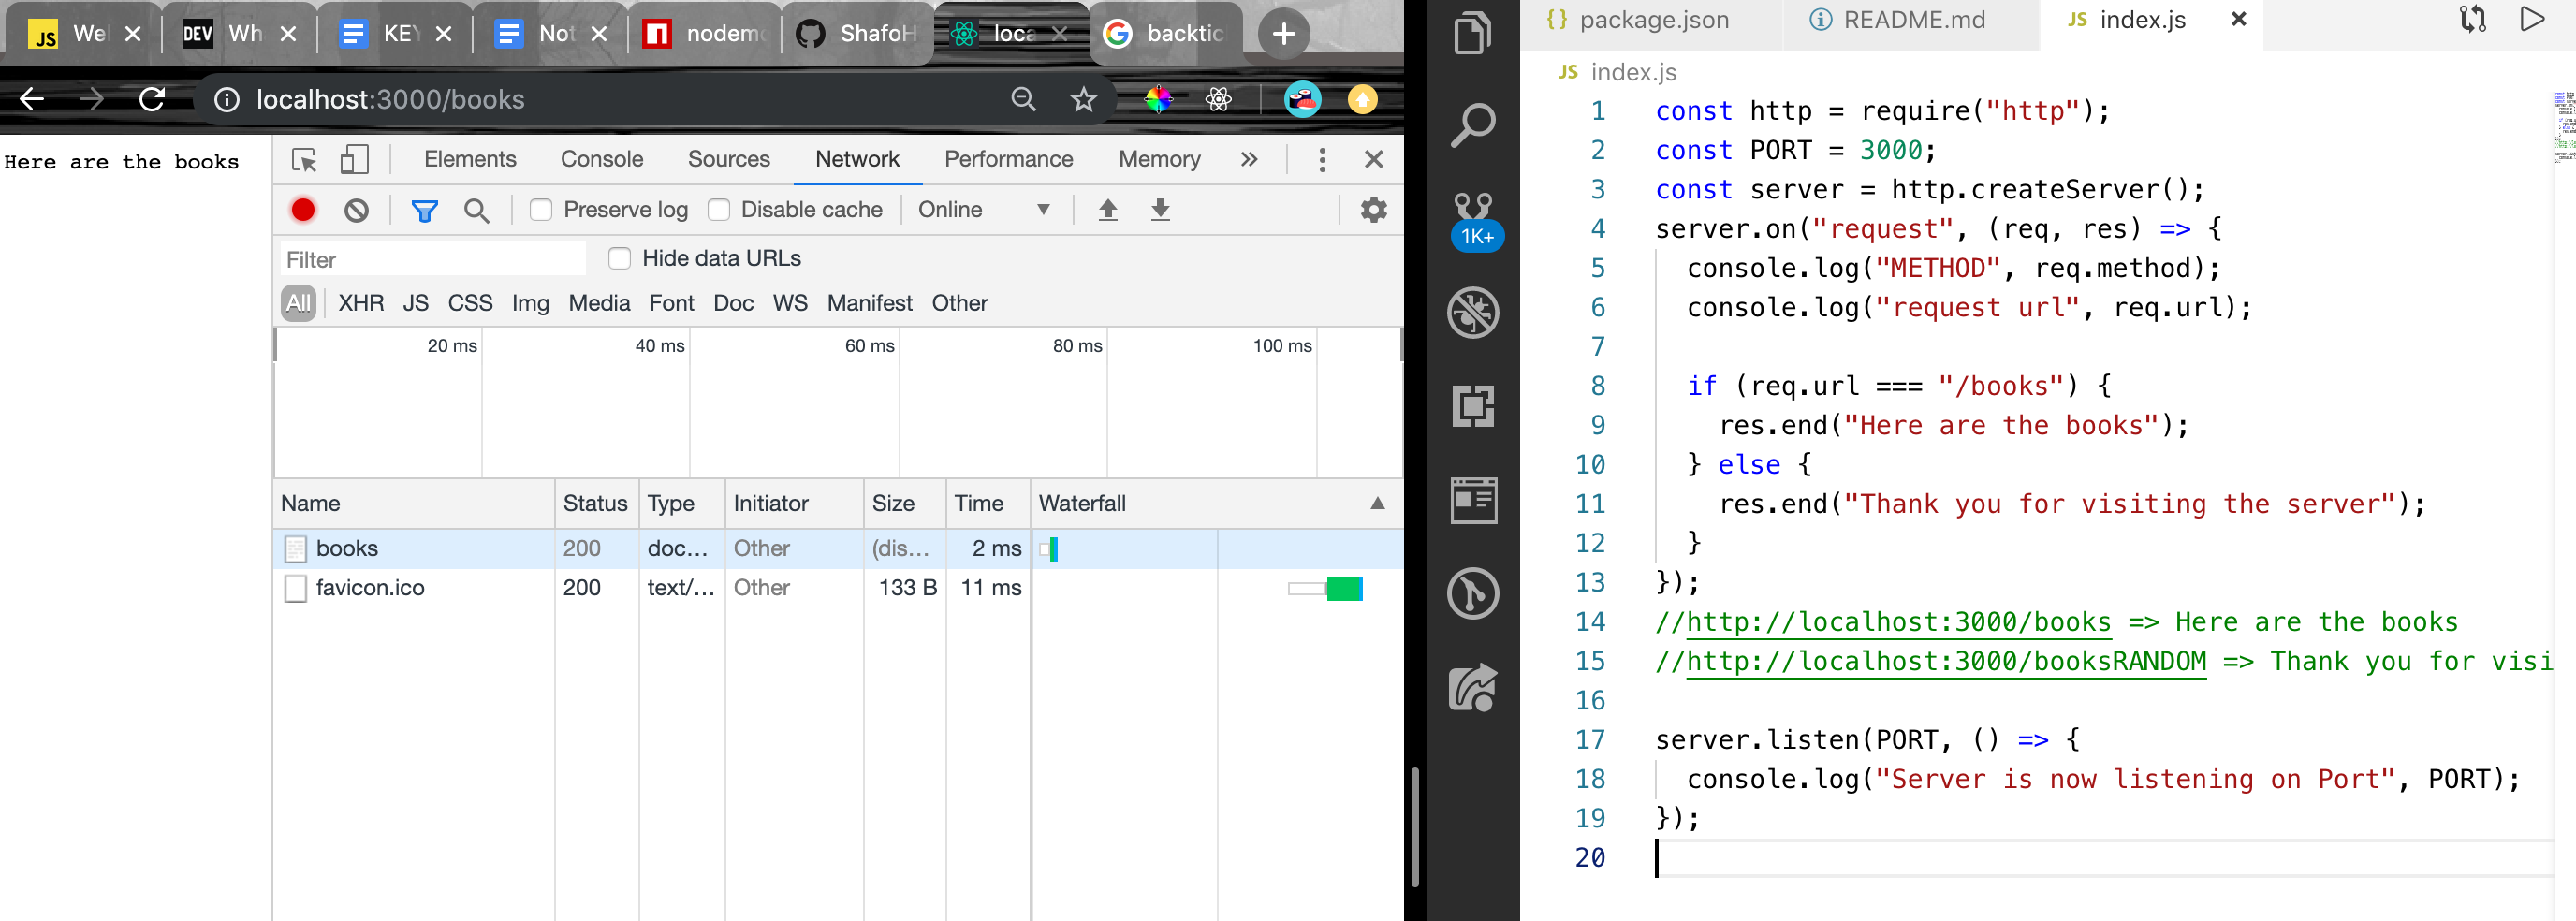 JS We
DEV Wh
KEY
Not
nodemo
ShafoH
loca
backtic
localhost:3000/books
Here are the books
Elements Console Sources Network Performance Memory »
Preserve log Disable cache Online
Filter Hide data URLs
All XHR JS CSS Img Media Font Doc WS Manifest Other
20 ms 40 ms 60 ms 80 ms 100 ms
Name Status Type Initiator Size Time Waterfall
books 200 doc... Other (dis... 2 ms
favicon.ico 200 text/... Other 133 B 11 ms
1K+
{} package.json README.md JS index.js
JS index.js
1 const http = require("http");
2 const PORT = 3000;
3 const server = http.createServer();
4 server.on("request", (req, res) => {
5 console.log("METHOD", req.method);
6 console.log("request url", req.url);
7
8 if (req.url === "/books") {
9 res.end("Here are the books");
10 } else {
11 res.end("Thank you for visiting the server");
12 }
13 });
14 //http://localhost:3000/books => Here are the books
15 //http://localhost:3000/booksRANDOM => Thank you for visi
16
17 server.listen(PORT, () => {
18 console.log("Server is now listening on Port", PORT);
19 });
20